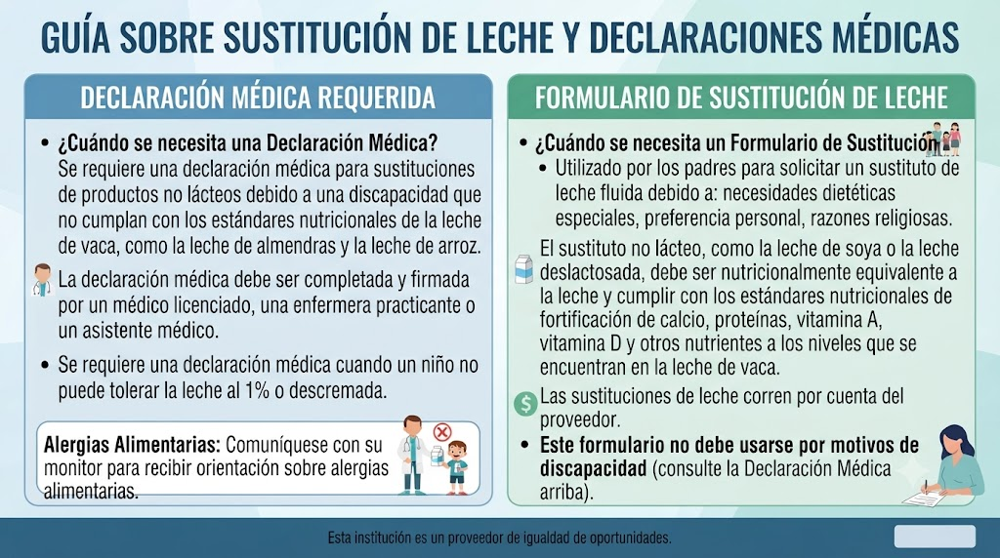 GUÍA SOBRE SUSTITUCIÓN DE LECHE Y DECLARACIONES MÉDICAS
DECLARACIÓN MÉDICA REQUERIDA
• ¿Cuándo se necesita una Declaración Médica?
Se requiere una declaración médica para sustituciones
de productos no lácteos debido a una discapacidad que
no cumplan con los estándares nutricionales de la leche
de vaca, como la leche de almendras y la leche de arroz.
La declaración médica debe ser completada y firmada
por un médico licenciado, una enfermera practicante o
un asistente médico.
• Se requiere una declaración médica cuando un niño no
puede tolerar la leche al 1% o descremada.
Alergias Alimentarias: Comuníquese con su
monitor para recibir orientación sobre alergias
alimentarias.
FORMULARIO DE SUSTITUCIÓN DE LECHE
• ¿Cuándo se necesita un Formulario de Sustitución
• Utilizado por los padres para solicitar un sustituto de
leche fluida debido a: necesidades dietéticas
especiales, preferencia personal, razones religiosas.
El sustituto no lácteo, como la leche de soya o la leche
deslactosada, debe ser nutricionalmente equivalente a
la leche y cumplir con los estándares nutricionales de
fortificación de calcio, proteínas, vitamina A,
vitamina D y otros nutrientes a los niveles que se
encuentran en la leche de vaca.
$ Las sustituciones de leche corren por cuenta del
proveedor.
• Este formulario no debe usarse por motivos de
discapacidad (consulte la Declaración Médica
arriba).
Esta institución es un proveedor de igualdad de oportunidades.